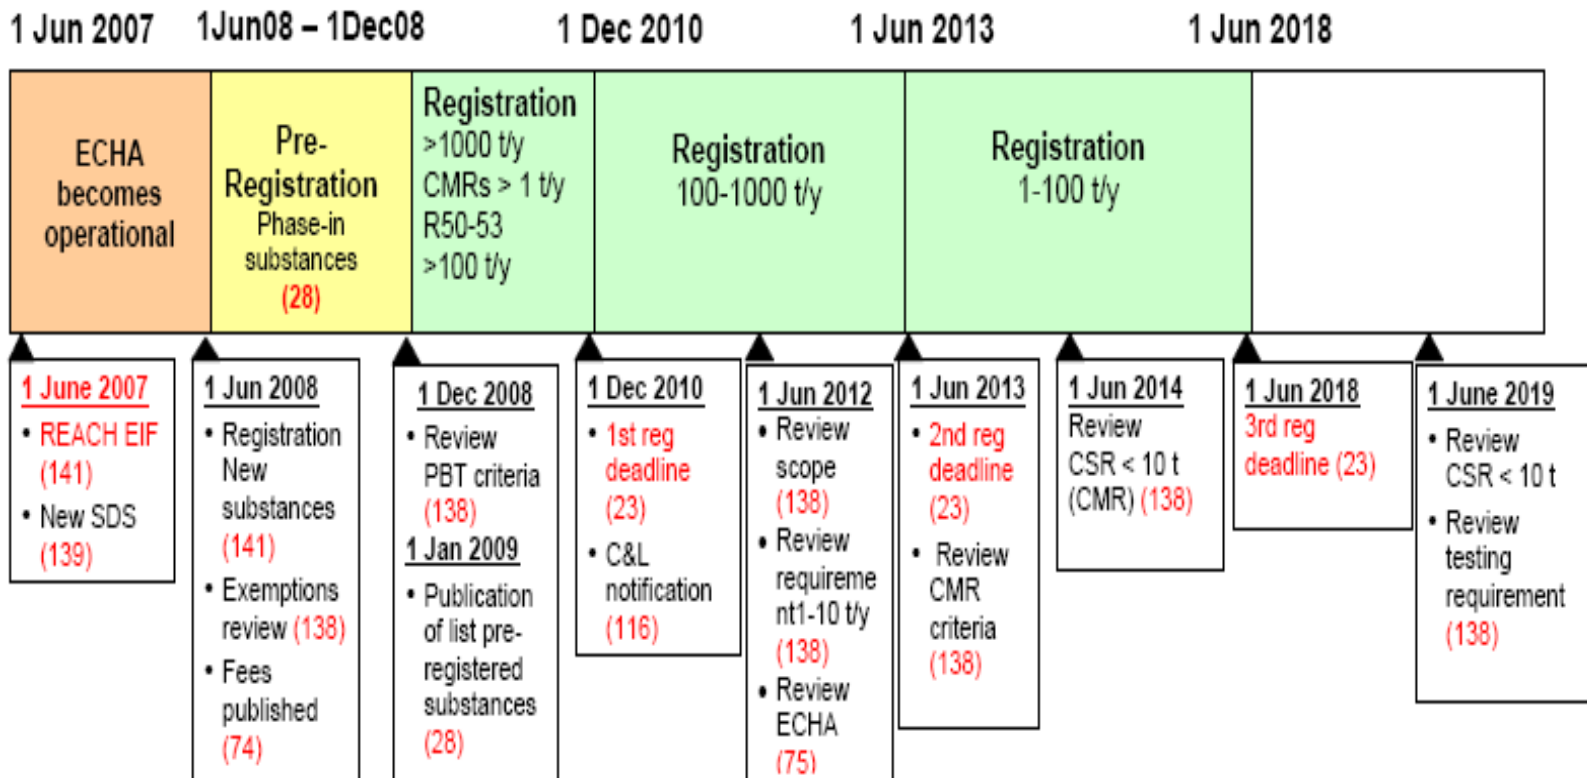 1 Jun 2007
1Jun08 – 1Dec08
1 Dec 2010
1 Jun 2013
1 Jun 2018
ECHA
becomes
operational
Pre-
Registration
Phase-in
substances
(28)
Registration
>1000 t/y
CMRs > 1 t/y
R50-53
>100 t/y
Registration
100-1000 t/y
Registration
1-100 t/y
1 June 2007
• REACH EIF
(141)
• New SDS
(139)
1 Jun 2008
• Registration
New
substances
(141)
• Exemptions
review (138)
• Fees
published
(74)
1 Dec 2008
• Review
PBT criteria
(138)
1 Jan 2009
• Publication
of list pre-
registered
substances
(28)
1 Dec 2010
• 1st reg
deadline
(23)
• C&L
notification
(116)
1 Jun 2012
• Review
scope
(138)
• Review
requireme
nt1-10 t/y
(138)
• Review
ECHA
(75)
1 Jun 2013
• 2nd reg
deadline
(23)
• Review
CMR
criteria
(138)
1 Jun 2014
Review
CSR < 10 t
(CMR) (138)
1 Jun 2018
3rd reg
deadline (23)
1 June 2019
• Review
CSR < 10 t
• Review
testing
requirement
(138)